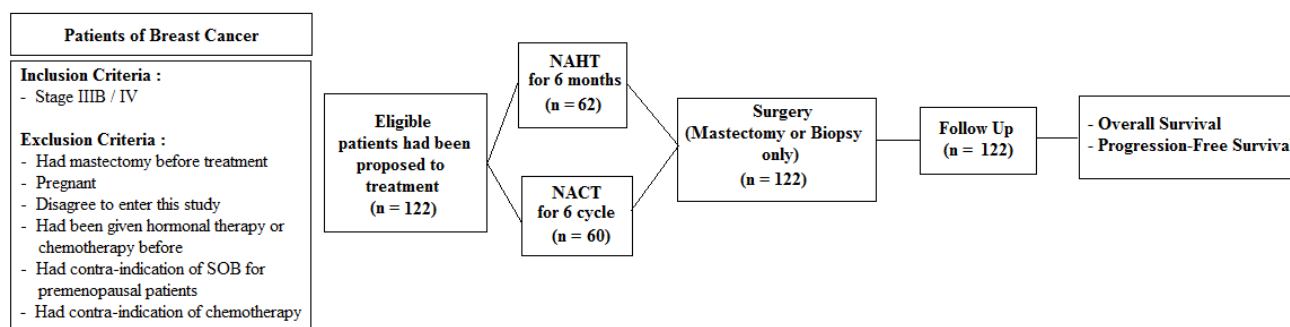 Patients of Breast Cancer
Inclusion Criteria :
- Stage IIIB / IV
Exclusion Criteria :
- Had mastectomy before treatment
- Pregnant
- Disagree to enter this study
- Had been given hormonal therapy or
chemotherapy before
- Had contra-indication of SOB for
premenopausal patients
- Had contra-indication of chemotherapy
Eligible
patients had been
proposed to
treatment
(n = 122)
NAHT
for 6 months
(n = 62)
NACT
for 6 cycle
(n = 60)
Surgery
(Mastectomy or Biopsy
only)
(n = 122)
Follow Up
(n = 122)
- Overall Survival
- Progression-Free Survival